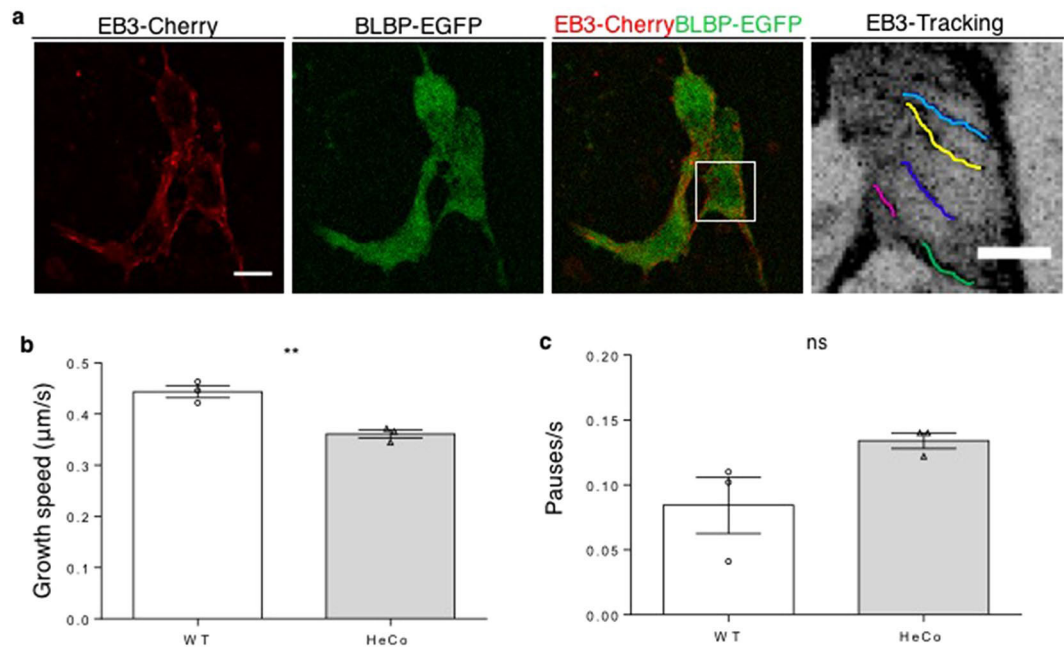 a
EB3-Cherry BLBP-EGFP EB3-CherryBLBP-EGFP EB3-Tracking
b
**
Growth speed (µm/s)
0.5
0.4
0.3
0.2
0.1
0.0
WT HeCo
c
ns
Pauses/s
0.20
0.15
0.10
0.05
0.00
WT HeCo